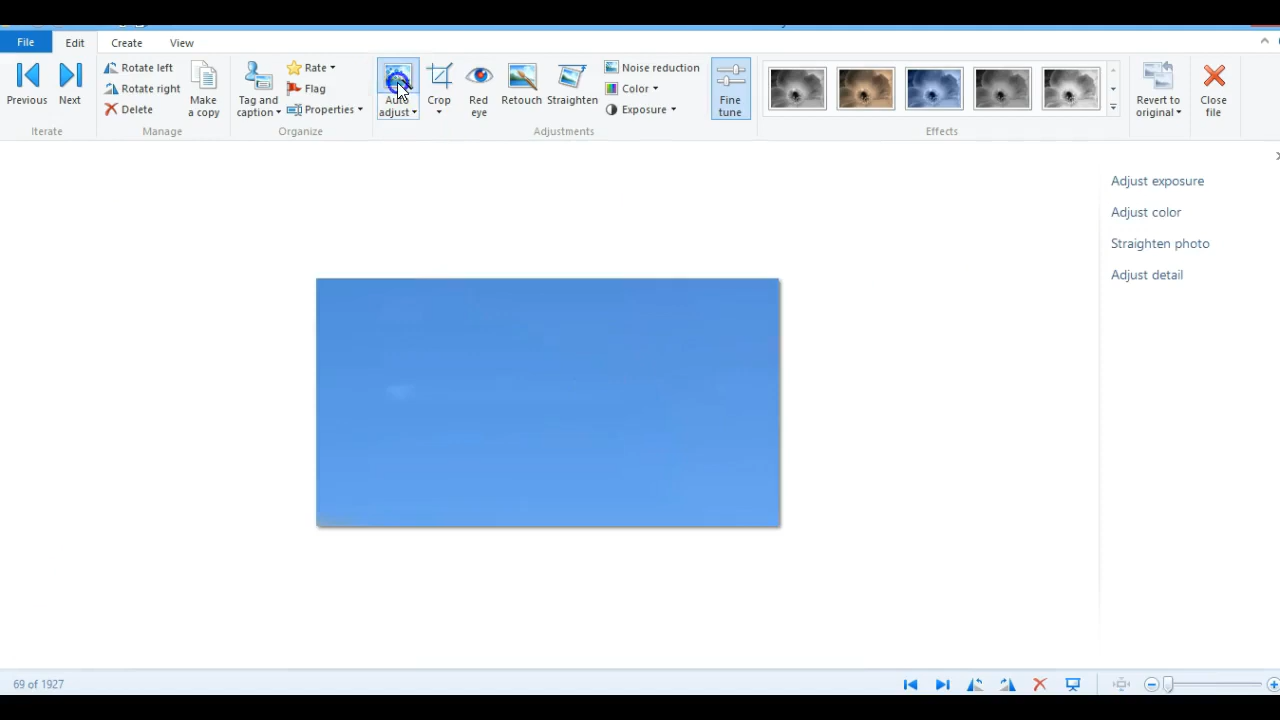 File Edit Create View
Previous
Next
Rotate left
Rotate right
Delete
Make
a copy
Tag and
caption
Rate
Flag
Properties
Auto
adjust
Crop
Red
eye
Retouch
Straighten
Noise reduction
Color
Exposure
Fine
tune
Revert to
original
Close
file
Iterate
Manage
Organize
Adjustments
Effects
Adjust exposure
Adjust color
Straighten photo
Adjust detail
69 of 1927